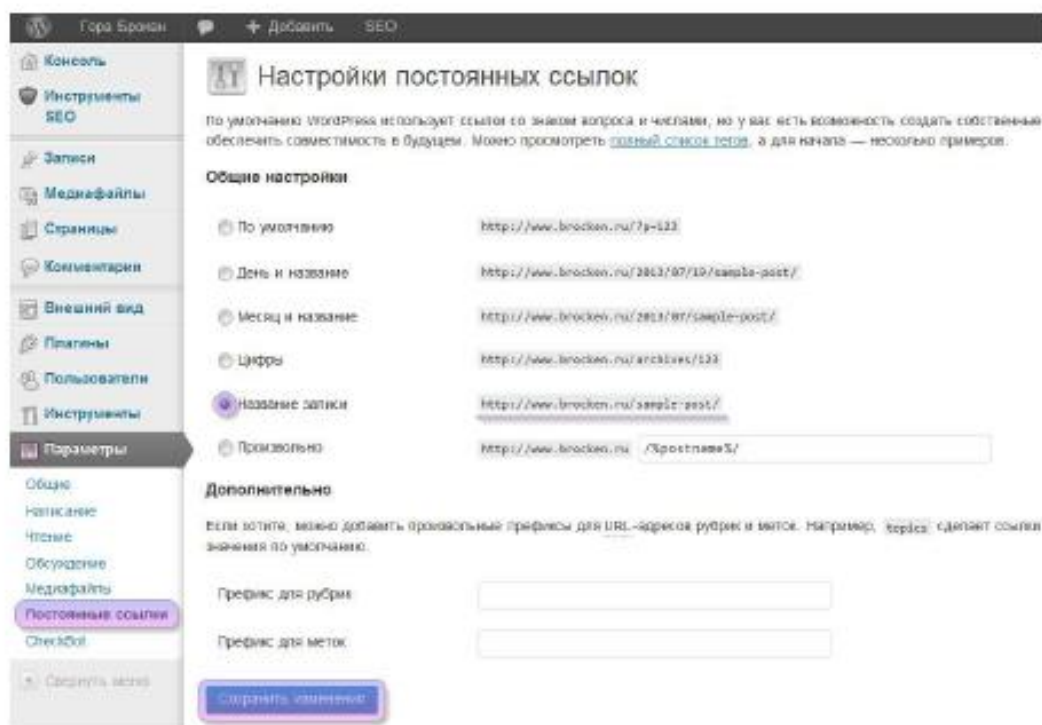 Гора Брокен + Добавить SEO
Консоль
Инструменты
SEO
Записи
Медиафайлы
Страницы
Комментарии
Внешний вид
Плагины
Пользователи
Инструменты
Параметры
Общие
Написание
Чтение
Обсуждение
Медиафайлы
Постоянные ссылки
CheckBot
Свернуть меню
Настройки постоянных ссылок
По умолчанию WordPress использует ссылки со знаком вопроса и числами, но у вас есть возможность создать собственные
обеспечить совместимость в будущем. Можно просмотреть полный список тегов, а для начала — несколько примеров.
Общие настройки
По умолчанию http://www.brocken.ru/?p=123
День и название http://www.brocken.ru/2013/07/19/sample-post/
Месяц и название http://www.brocken.ru/2013/07/sample-post/
Цифры http://www.brocken.ru/archives/123
Название записи http://www.brocken.ru/sample-post/
Произвольно http://www.brocken.ru /%postname%/
Дополнительно
Если хотите, можно добавить произвольные префиксы для URL-адресов рубрик и меток. Например, topics сделает ссылки
значения по умолчанию.
Префикс для рубрик
Префикс для меток
Сохранить изменения